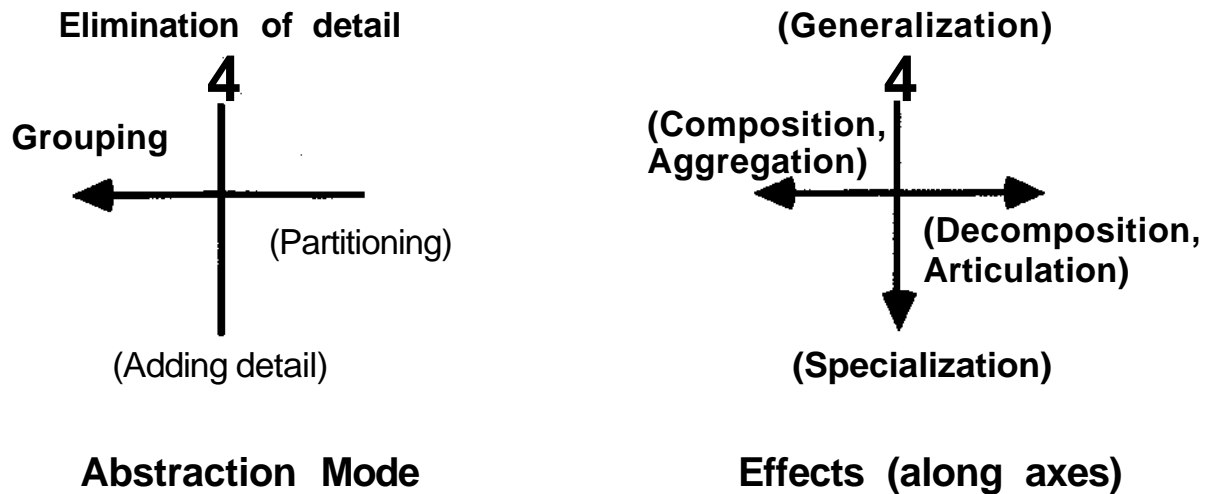 Elimination of detail
4
Grouping
(Partitioning)
(Adding detail)
Abstraction Mode
(Generalization)
4
(Composition,
Aggregation)
(Decomposition,
Articulation)
(Specialization)
Effects (along axes)